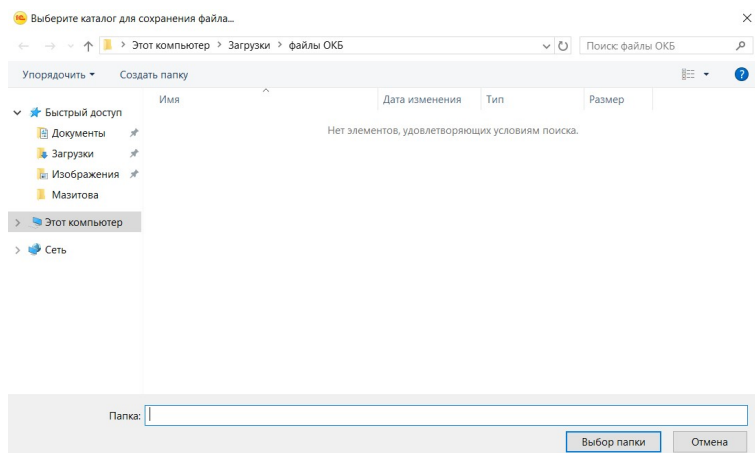 Выберите каталог для сохранения файла...
Этот компьютер > Загрузки > файлы ОКБ
Поиск: файлы ОКБ
Упорядочить Создать папку
Имя Дата изменения Тип Размер
Быстрый доступ
Документы
Загрузки
Изображения
Мазитова
Этот компьютер
Сеть
Нет элементов, удовлетворяющих условиям поиска.
Папка:
Выбор папки Отмена